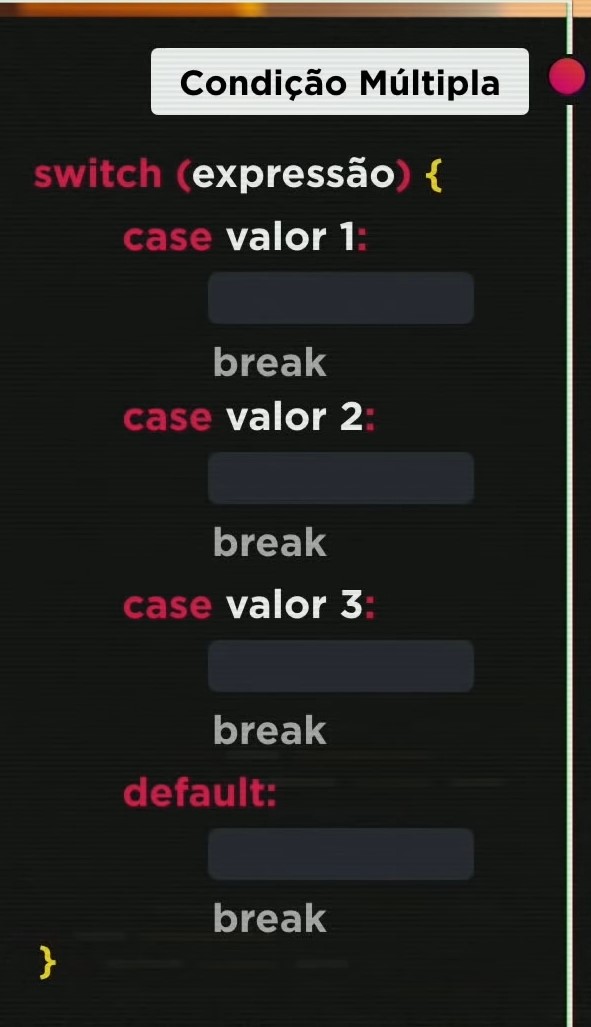 Condição Múltipla
switch (expressão) {
case valor 1:
break
case valor 2:
break
case valor 3:
break
default:
break
}